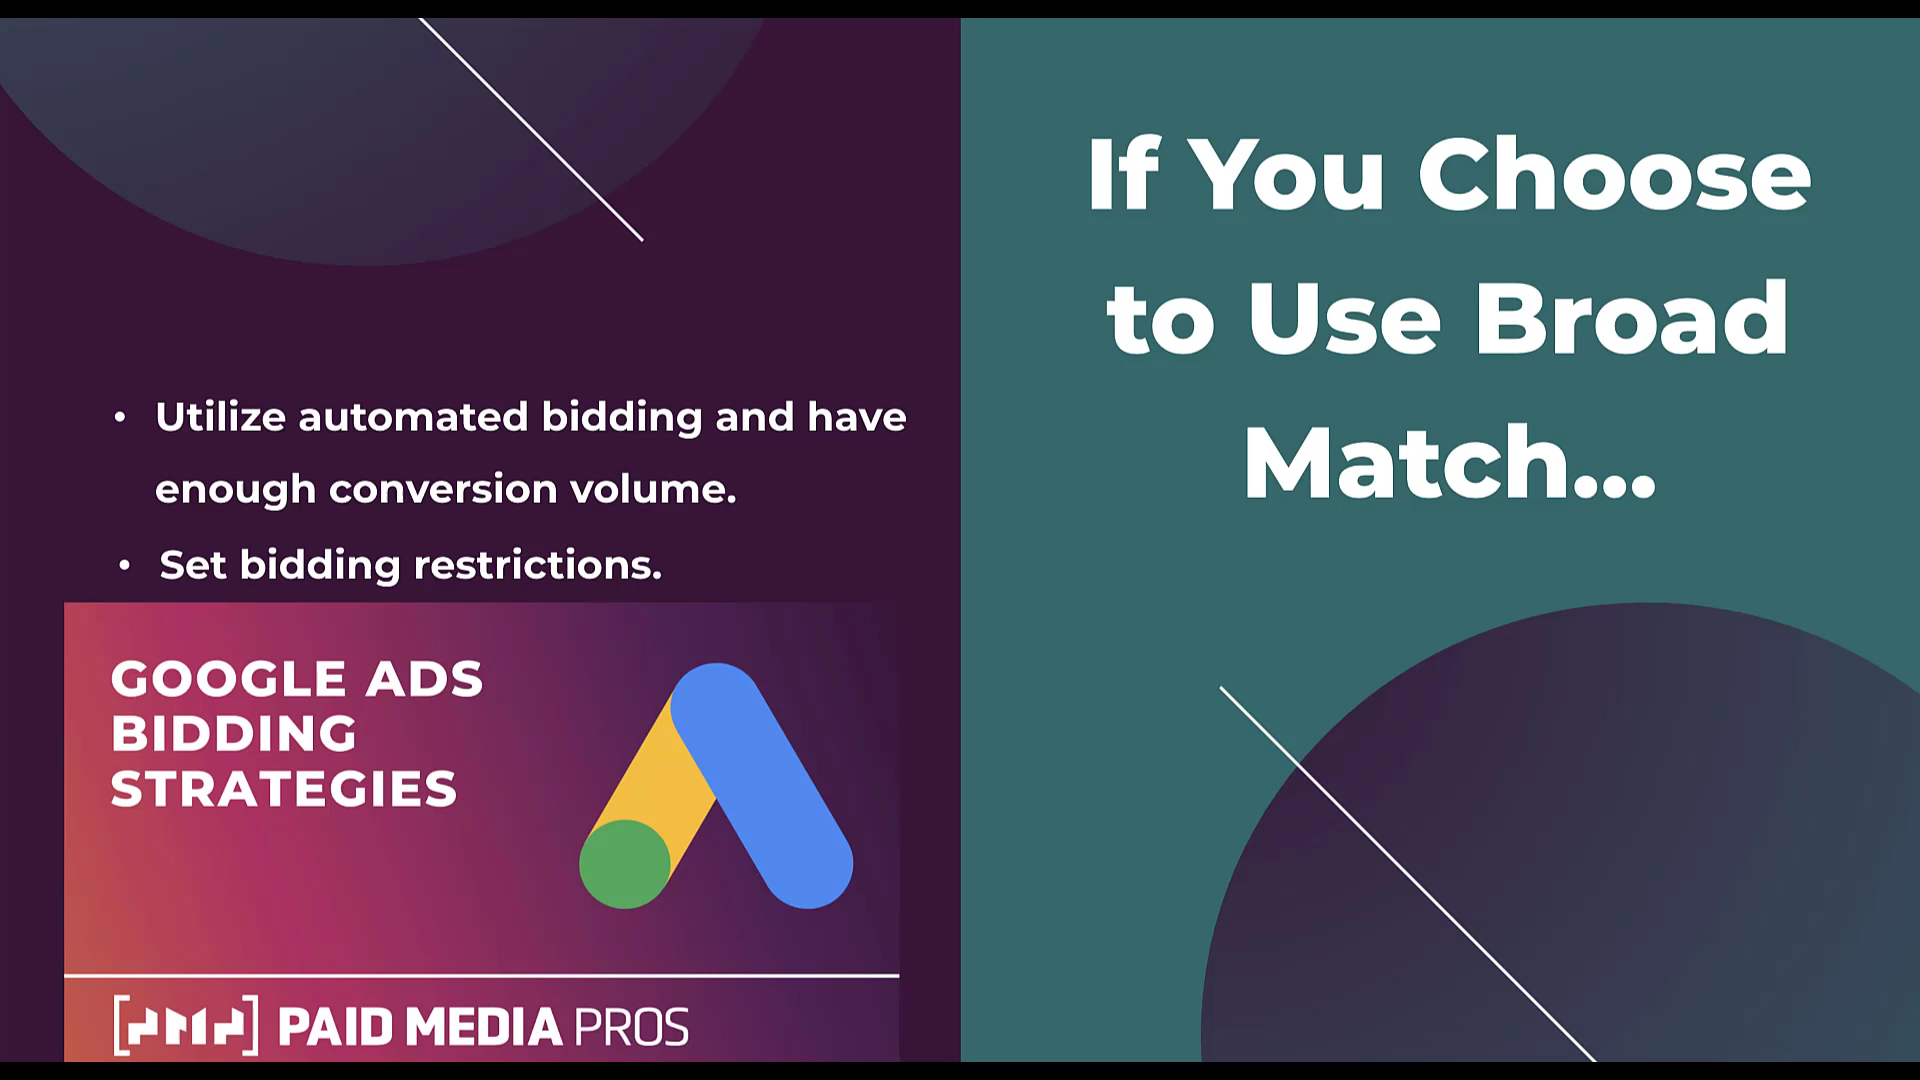 If You Choose
to Use Broad
Match...
• Utilize automated bidding and have
enough conversion volume.
• Set bidding restrictions.
GOOGLE ADS
BIDDING
STRATEGIES
[PMP] PAID MEDIA PROS